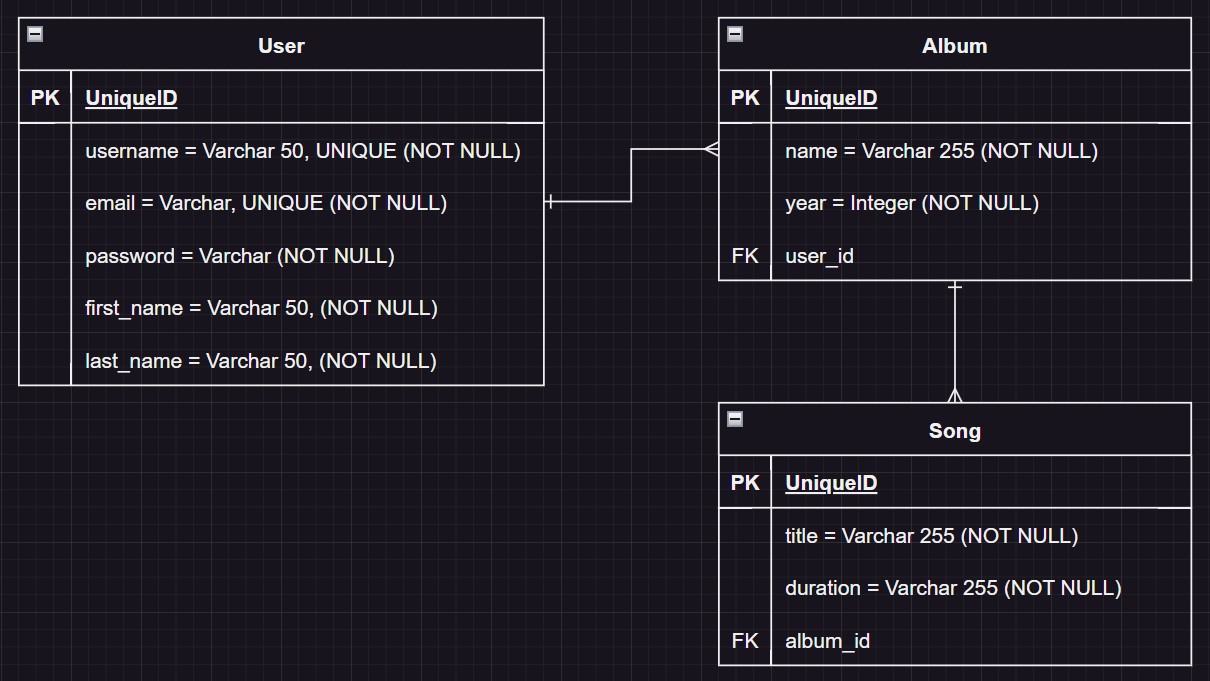 User
PK UniqueID
username = Varchar 50, UNIQUE (NOT NULL)
email = Varchar, UNIQUE (NOT NULL)
password = Varchar (NOT NULL)
first_name = Varchar 50, (NOT NULL)
last_name = Varchar 50, (NOT NULL)
Album
PK UniqueID
name = Varchar 255 (NOT NULL)
year = Integer (NOT NULL)
FK user_id
Song
PK UniqueID
title = Varchar 255 (NOT NULL)
duration = Varchar 255 (NOT NULL)
FK album_id